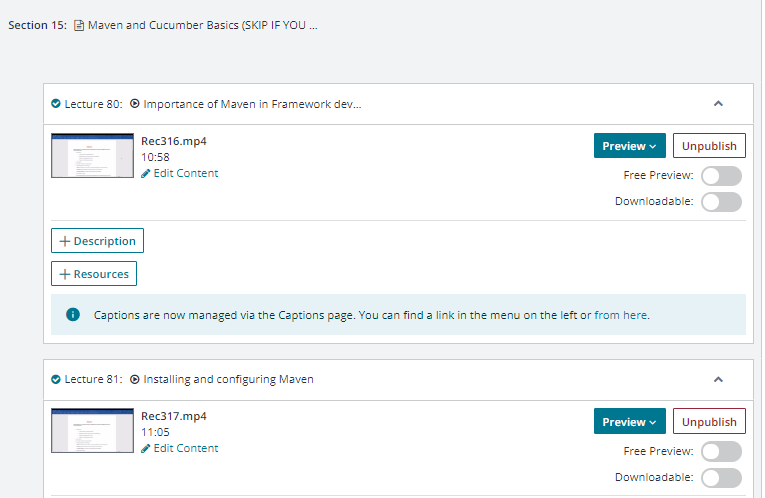 Section 15: Maven and Cucumber Basics (SKIP IF YOU ...
Lecture 80: Importance of Maven in Framework dev...
Rec316.mp4
Preview
Unpublish
10:58
Edit Content
Free Preview:
Downloadable:
+ Description
+ Resources
Captions are now managed via the Captions page. You can find a link in the menu on the left or from here.
Lecture 81: Installing and configuring Maven
Rec317.mp4
Preview
Unpublish
11:05
Edit Content
Free Preview:
Downloadable: